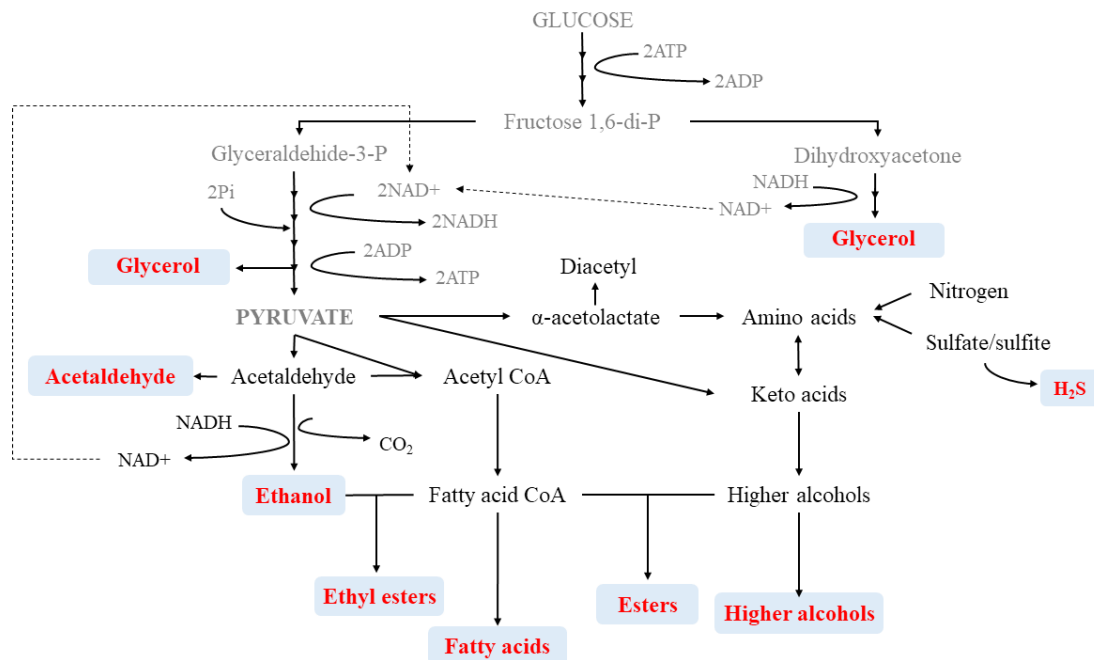 GLUCOSE
2ATP
2ADP
Fructose 1,6-di-P
Glyceraldehide-3-P
Dihydroxyacetone
2Pi
2NAD+
NADH
NAD+
2NADH
Glycerol
2ADP
Glycerol
2ATP
Diacetyl
Nitrogen
PYRUVATE
α-acetolactate
Amino acids
Sulfate/sulfite
Acetaldehyde
Acetaldehyde
Acetyl CoA
Keto acids
H₂S
NADH
CO₂
NAD+
Ethanol
Fatty acid CoA
Higher alcohols
Ethyl esters
Esters
Higher alcohols
Fatty acids